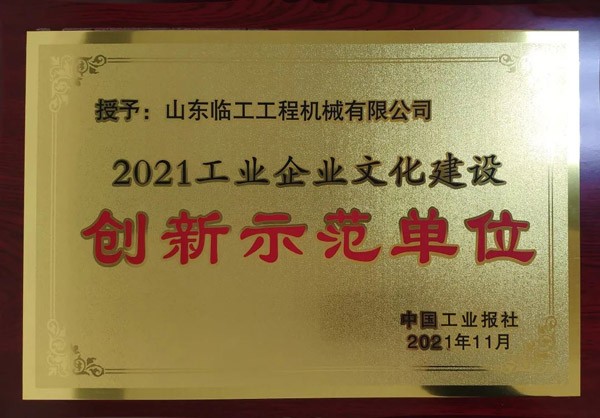 授予：山东临工工程机械有限公司
2021工业企业文化建设
创新示范单位
中国工业报社
2021年11月